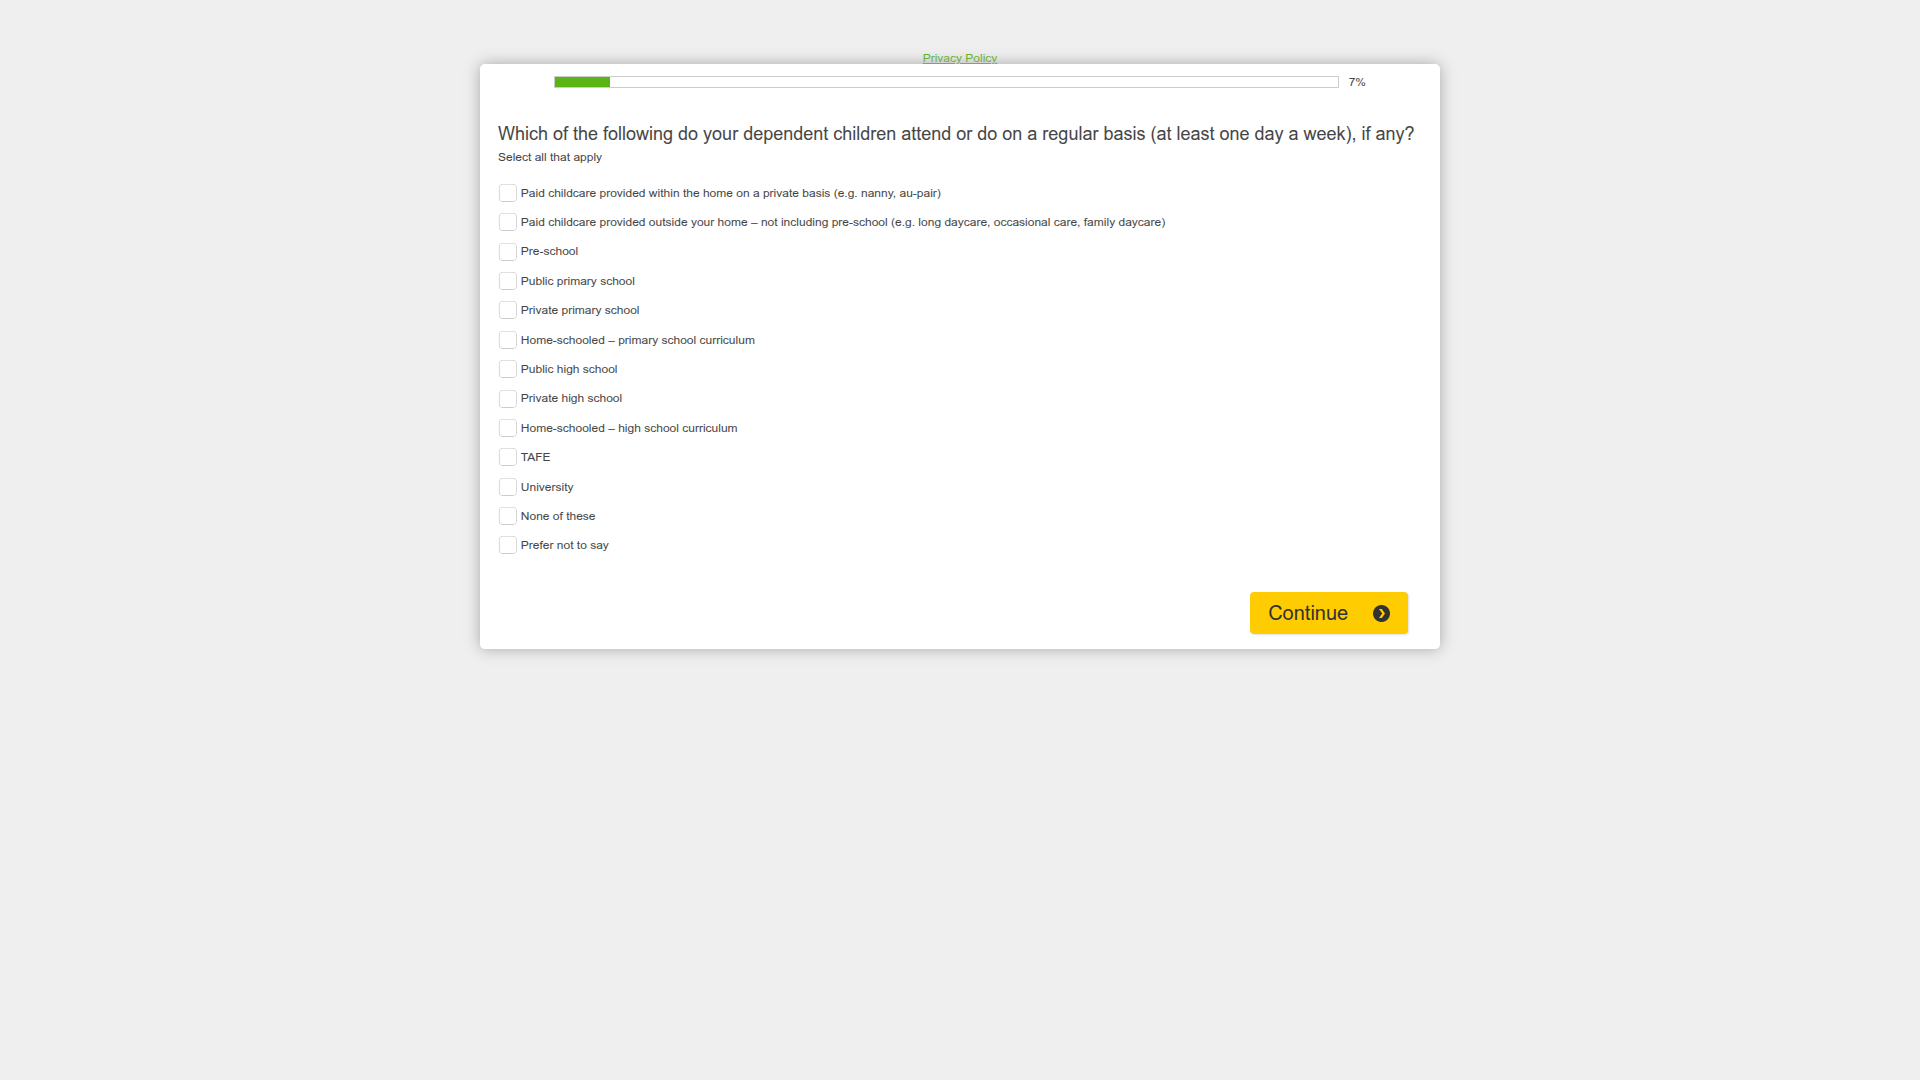 Privacy Policy
7%
Which of the following do your dependent children attend or do on a regular basis (at least one day a week), if any?
Select all that apply
Paid childcare provided within the home on a private basis (e.g. nanny, au-pair)
Paid childcare provided outside your home – not including pre-school (e.g. long daycare, occasional care, family daycare)
Pre-school
Public primary school
Private primary school
Home-schooled – primary school curriculum
Public high school
Private high school
Home-schooled – high school curriculum
TAFE
University
None of these
Prefer not to say
Continue